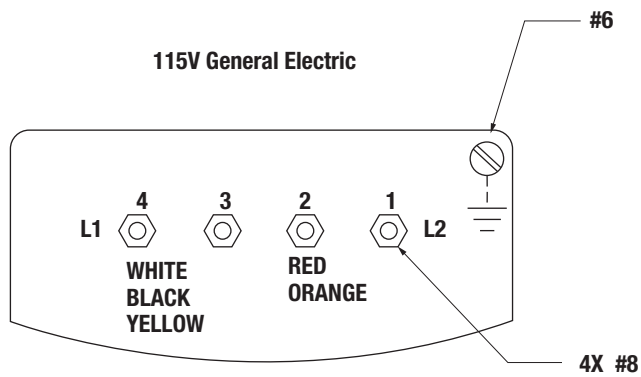 #6
115V General Electric
4 3 2 1
L1 L2
WHITE
BLACK
YELLOW
RED
ORANGE
4X #8